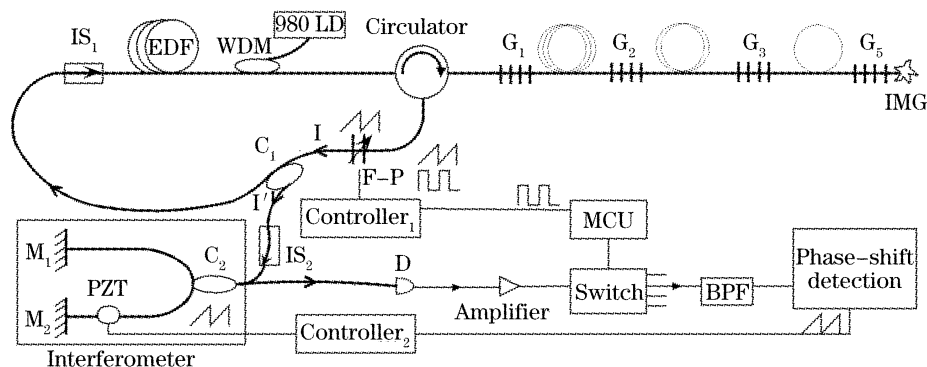 IS₁
EDF
WDM
980 LD
Circulator
G₁
G₂
G₃
G₅
IMG
C₁
I
F-P
I'
Controller₁
MCU
IS₂
M₁
C₂
PZT
M₂
D
Amplifier
Switch
BPF
Phase-shift
detection
Controller₂
Interferometer